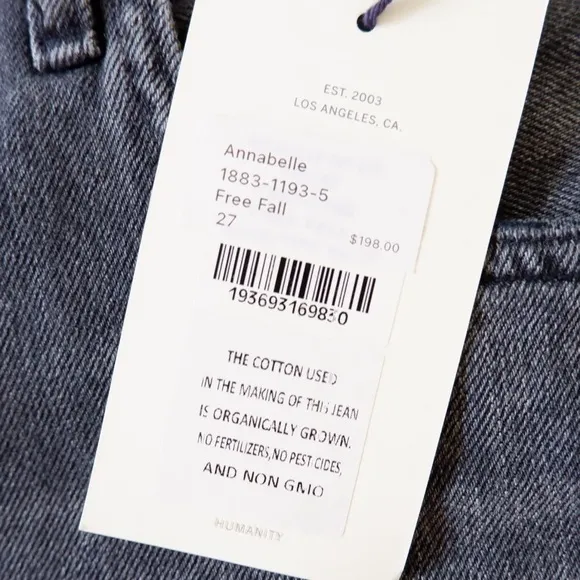 EST. 2003
LOS ANGELES, CA.
Annabelle
1883-1193-5
Free Fall
27
$198.00
193693169830
THE COTTON USED
IN THE MAKING OF THIS JEAN
IS ORGANICALLY GROWN.
NO FERTILIZERS, NO PESTICIDES,
AND NON GMO
HUMANITY